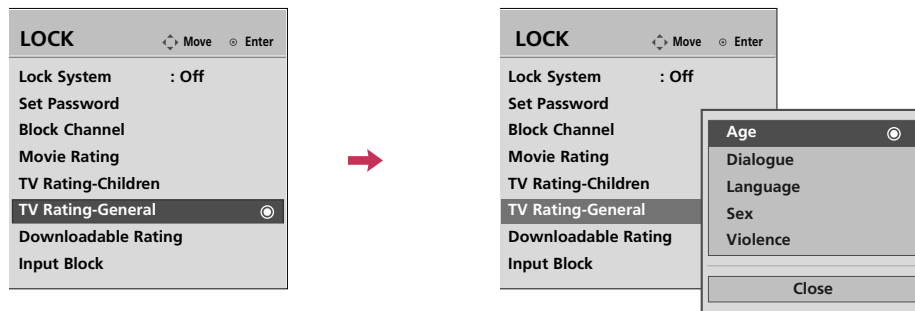 LOCK Move Enter
Lock System : Off
Set Password
Block Channel
Movie Rating
TV Rating-Children
TV Rating-General
Downloadable Rating
Input Block
LOCK Move Enter
Lock System : Off
Set Password
Block Channel
Movie Rating
TV Rating-Children
TV Rating-General
Downloadable Rating
Input Block
Age
Dialogue
Language
Sex
Violence
Close